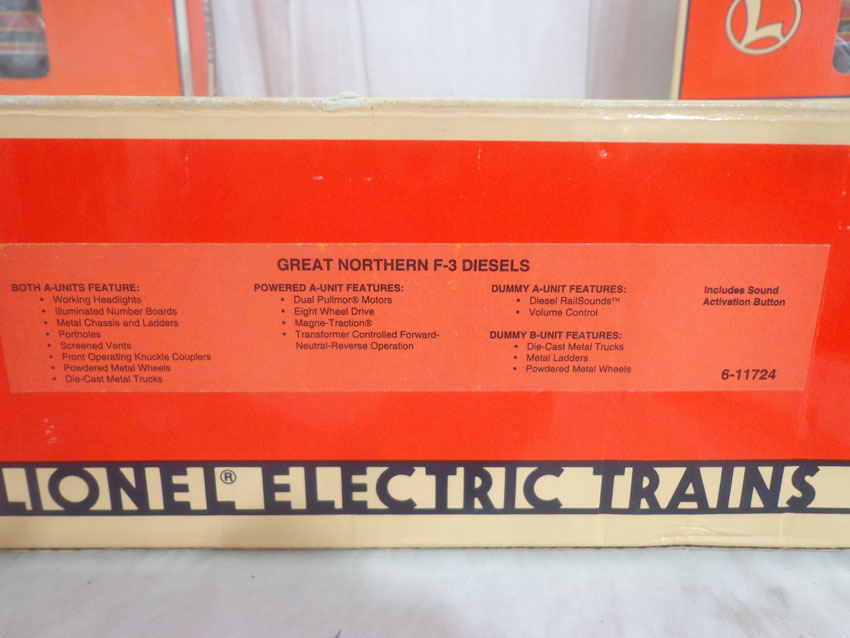 L
GREAT NORTHERN F-3 DIESELS
BOTH A-UNITS FEATURE:
• Working Headlights
• Illuminated Number Boards
• Metal Chassis and Ladders
• Portholes
• Screened Vents
• Front Operating Knuckle Couplers
• Powdered Metal Wheels
• Die-Cast Metal Trucks
POWERED A-UNIT FEATURES:
• Dual Pullmor® Motors
• Eight Wheel Drive
• Magne-Traction®
• Transformer Controlled Forward-
Neutral-Reverse Operation
DUMMY A-UNIT FEATURES:
• Diesel RailSounds™
• Volume Control
DUMMY B-UNIT FEATURES:
• Die-Cast Metal Trucks
• Metal Ladders
• Powdered Metal Wheels
Includes Sound
Activation Button
6-11724
LIONEL® ELECTRIC TRAINS